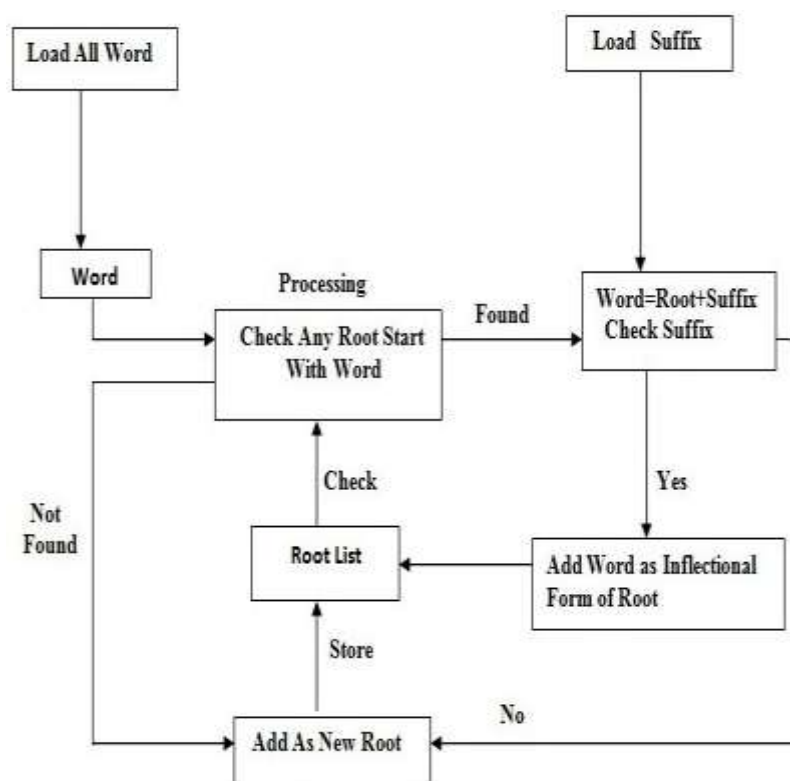 Load All Word
Load Suffix
Word
Processing
Check Any Root Start
With Word
Found
Word=Root+Suffix
Check Suffix
Check
Yes
Not
Found
Root List
Add Word as Inflectional
Form of Root
Store
No
Add As New Root